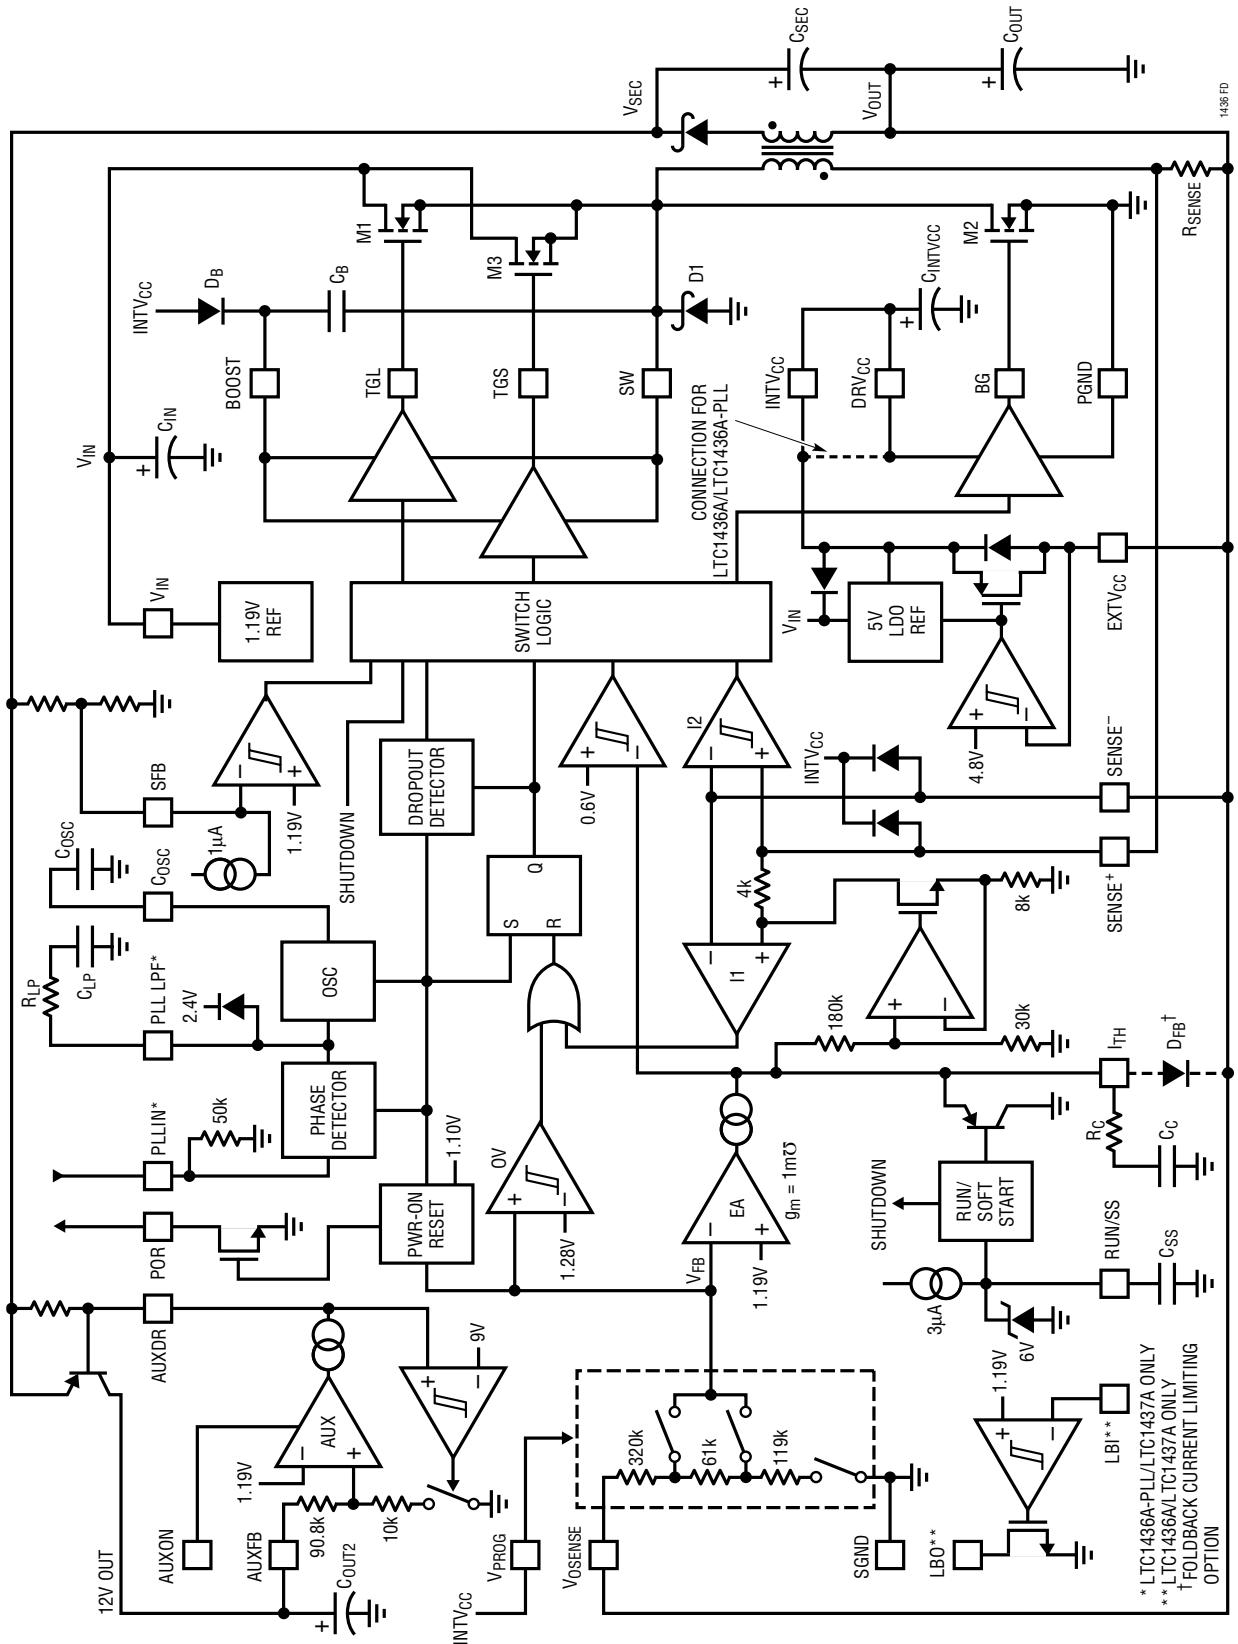 VSEC
CSEC
COUT
VOUT
1436 FD
INTVCC
DB
CB
M1
M3
D1
CINTVCC
M2
RSENSE
VIN
CIN
BOOST
TGL
TGS
SW
CONNECTION FOR
LTC1436A/LTC1436A-PLL
INTVCC
DRVCC
BG
PGND
VIN
1.19V
REF
SWITCH
LOGIC
VIN
5V
LDO
REF
EXTVCC
SFB
1.19V
1µA
SHUTDOWN
DROPOUT
DETECTOR
0.6V
I2
INTVCC
4.8V
SENSE–
COSC
COSC
Q
S
R
4k
8k
SENSE+
RLP
CLP
PLL LPF*
2.4V
OSC
I1
180k
30k
ITH
DFB†
PLLIN*
50k
PHASE
DETECTOR
1.10V
OV
EA
gm = 1m℧
SHUTDOWN
RC
CC
POR
PWR-ON
RESET
1.28V
VFB
1.19V
RUN/
SOFT
START
RUN/SS
CSS
AUXDR
9V
3µA
6V
AUX
1.19V
90.8k
10k
320k
61k
119k
1.19V
LBI**
12V OUT
AUXON
AUXFB
COUT2
VPROG
INTVCC
VOSENSE
SGND
LBO**
* LTC1436A-PLL/LTC1437A ONLY
** LTC1436A/LTC1437A ONLY
† FOLDBACK CURRENT LIMITING
OPTION